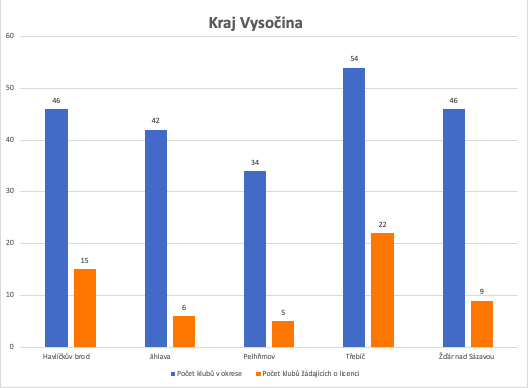 Kraj Vysočina
60
50
40
30
20
10
0
46
15
42
6
34
5
54
22
46
9
Havlíčkův brod
Jihlava
Pelhřimov
Třebíč
Žďár nad Sázavou
Počet klubů v okrese
Počet klubů žádajících o licenci